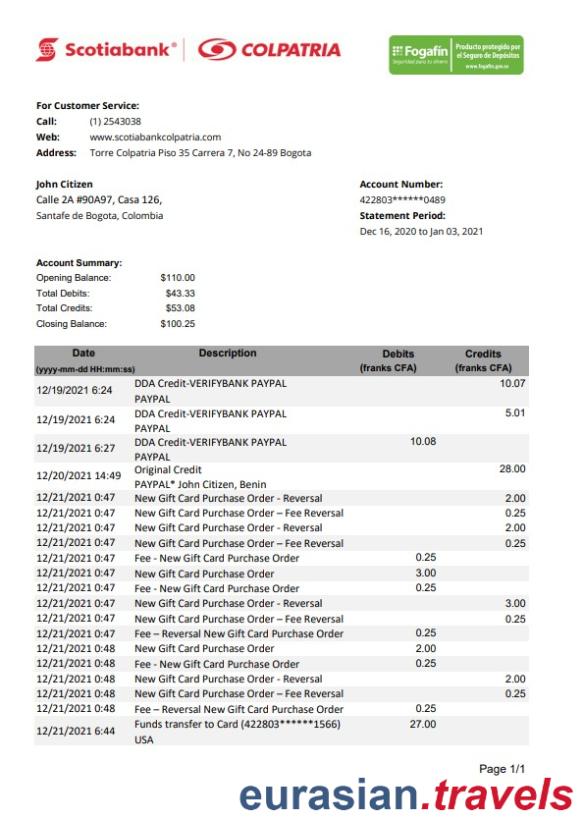 Scotiabank® COLPATRIA
Fogafín Seguridad para tu dinero
Producto protegido por
el Seguro de Depósitos
www.fogafin.gov.co
For Customer Service:
Call: (1) 2543038
Web: www.scotiabankcolpatria.com
Address: Torre Colpatria Piso 35 Carrera 7, No 24-89 Bogota
John Citizen
Calle 2A #90A97, Casa 126,
Santafe de Bogota, Colombia
Account Number:
422803******0489
Statement Period:
Dec 16, 2020 to Jan 03, 2021
Account Summary:
Opening Balance: $110.00
Total Debits: $43.33
Total Credits: $53.08
Closing Balance: $100.25
Date Description Debits Credits
(yyyy-mm-dd HH:mm:ss) (franks CFA) (franks CFA)
12/19/2021 6:24 DDA Credit-VERIFYBANK PAYPAL 10.07
PAYPAL
12/19/2021 6:24 DDA Credit-VERIFYBANK PAYPAL 5.01
PAYPAL
12/19/2021 6:27 DDA Credit-VERIFYBANK PAYPAL 10.08
PAYPAL
12/20/2021 14:49 Original Credit 28.00
PAYPAL* John Citizen, Benin
12/21/2021 0:47 New Gift Card Purchase Order - Reversal 2.00
12/21/2021 0:47 New Gift Card Purchase Order – Fee Reversal 0.25
12/21/2021 0:47 New Gift Card Purchase Order - Reversal 2.00
12/21/2021 0:47 New Gift Card Purchase Order – Fee Reversal 0.25
12/21/2021 0:47 Fee - New Gift Card Purchase Order 0.25
12/21/2021 0:47 New Gift Card Purchase Order 3.00
12/21/2021 0:47 Fee - New Gift Card Purchase Order 0.25
12/21/2021 0:47 New Gift Card Purchase Order - Reversal 3.00
12/21/2021 0:47 New Gift Card Purchase Order – Fee Reversal 0.25
12/21/2021 0:47 Fee – Reversal New Gift Card Purchase Order 0.25
12/21/2021 0:48 New Gift Card Purchase Order 2.00
12/21/2021 0:48 Fee - New Gift Card Purchase Order 0.25
12/21/2021 0:48 New Gift Card Purchase Order - Reversal 2.00
12/21/2021 0:48 New Gift Card Purchase Order – Fee Reversal 0.25
12/21/2021 0:48 Fee – Reversal New Gift Card Purchase Order 0.25
12/21/2021 6:44 Funds transfer to Card (422803******1566) 27.00
USA
Page 1/1
eurasian.travels